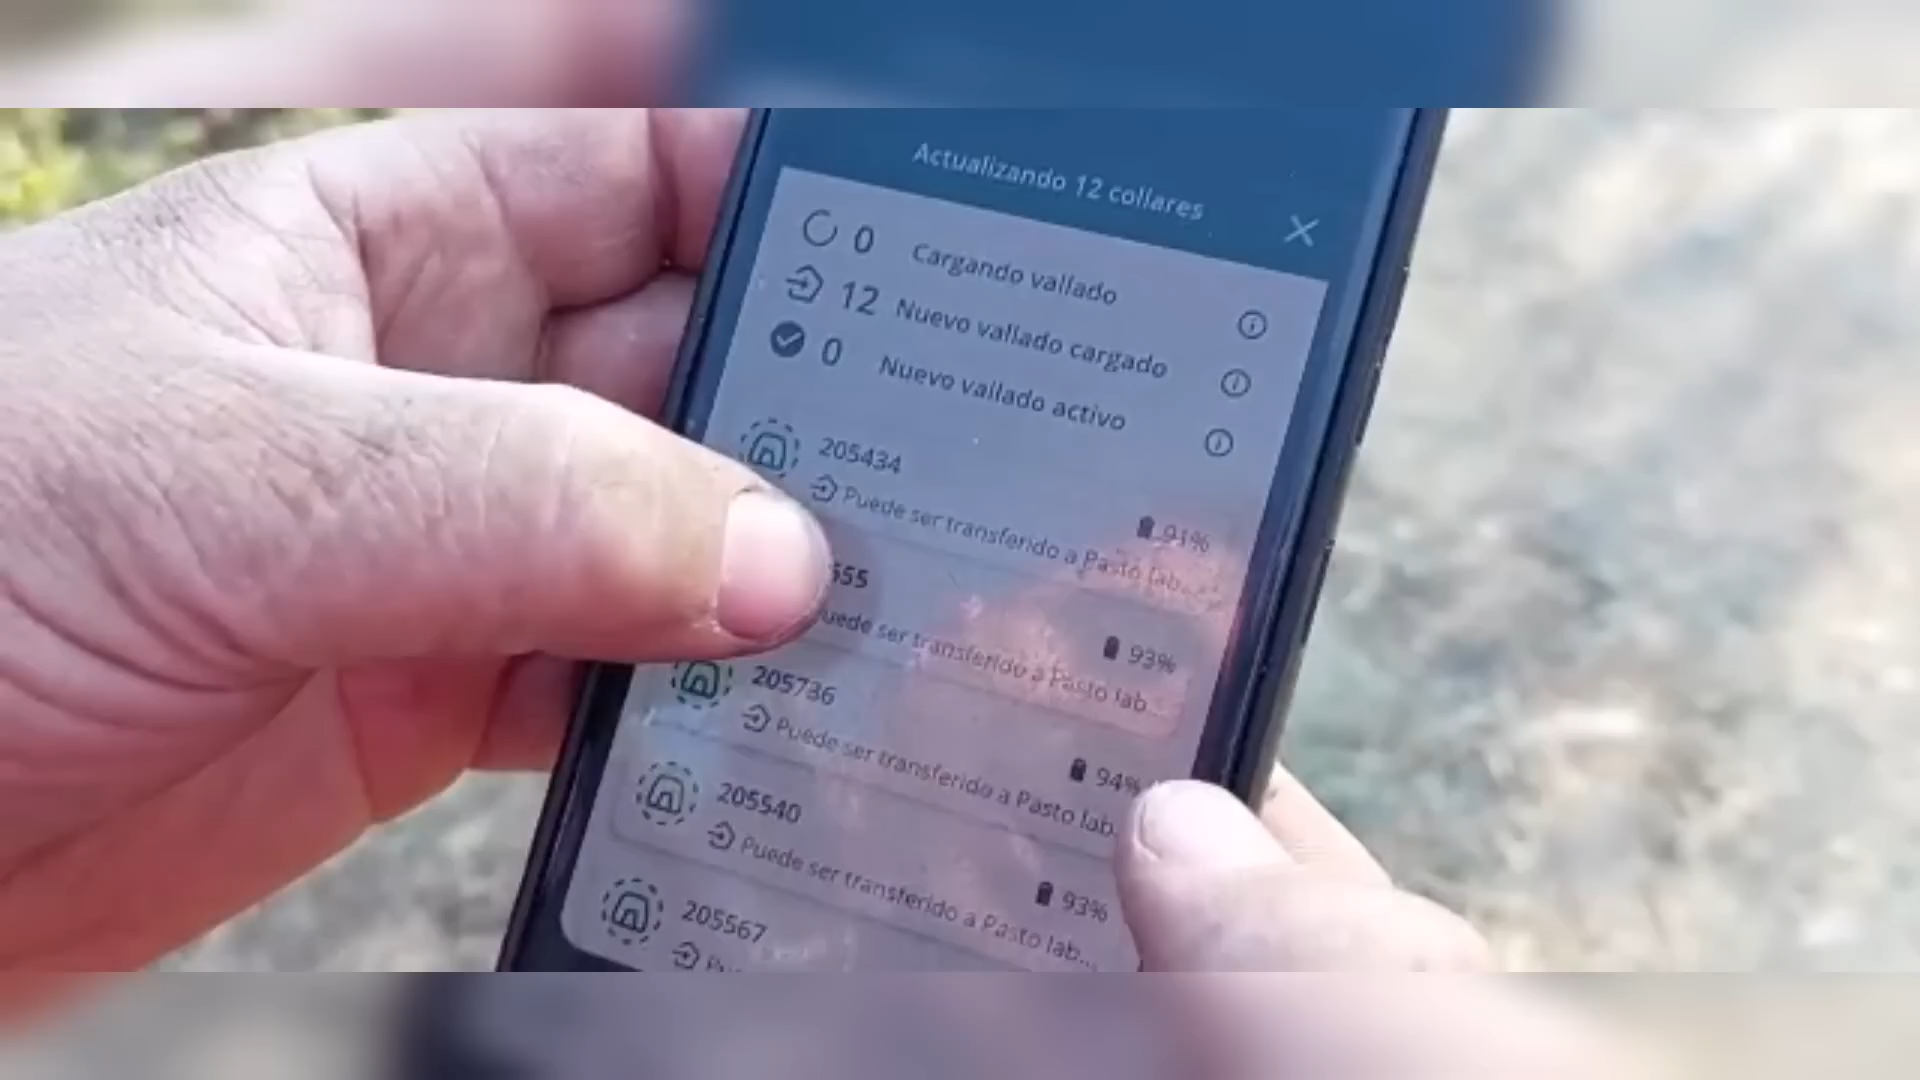 Actualizando 12 collares
0 Cargando vallado
12 Nuevo vallado cargado
0 Nuevo vallado activo
205434
91%
Puede ser transferido a Pasto lab...
555
93%
uede ser transferido a Pasto lab...
205736
94%
Puede ser transferido a Pasto lab...
205540
93%
Puede ser transferido a Pasto lab...
205567